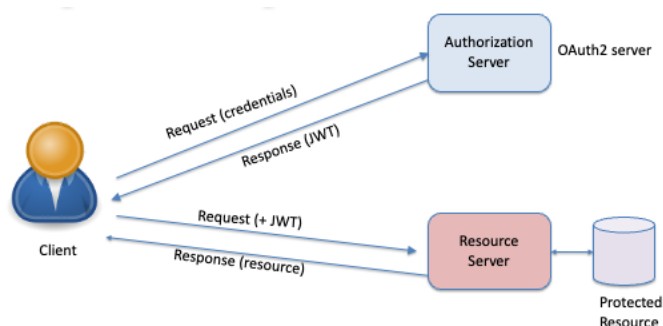 Authorization
Server
OAuth2 server
Request (credentials)
Response (JWT)
Client
Request (+ JWT)
Response (resource)
Resource
Server
Protected
Resource